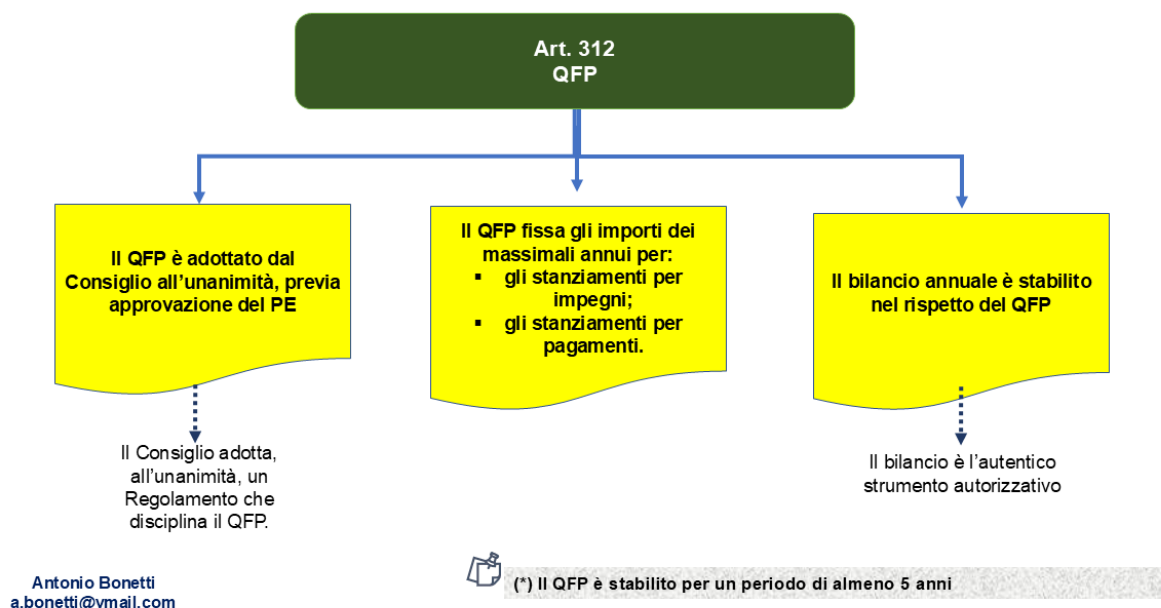 Art. 312
QFP
Il QFP è adottato dal
Consiglio all’unanimità, previa
approvazione del PE
Il QFP fissa gli importi dei
massimali annui per:
▪ gli stanziamenti per
impegni;
▪ gli stanziamenti per
pagamenti.
Il bilancio annuale è stabilito
nel rispetto del QFP
Il Consiglio adotta,
all’unanimità, un
Regolamento che
disciplina il QFP.
Il bilancio è l’autentico
strumento autorizzativo
Antonio Bonetti
a.bonetti@ymail.com
(*) Il QFP è stabilito per un periodo di almeno 5 anni